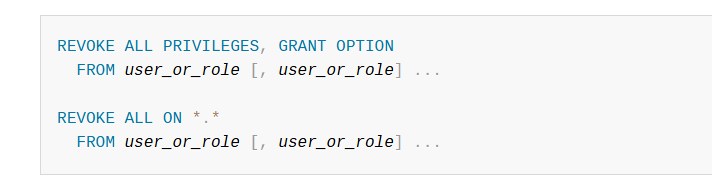 REVOKE ALL PRIVILEGES, GRANT OPTION
FROM user_or_role [, user_or_role] ...
REVOKE ALL ON *.*
FROM user_or_role [, user_or_role] ...